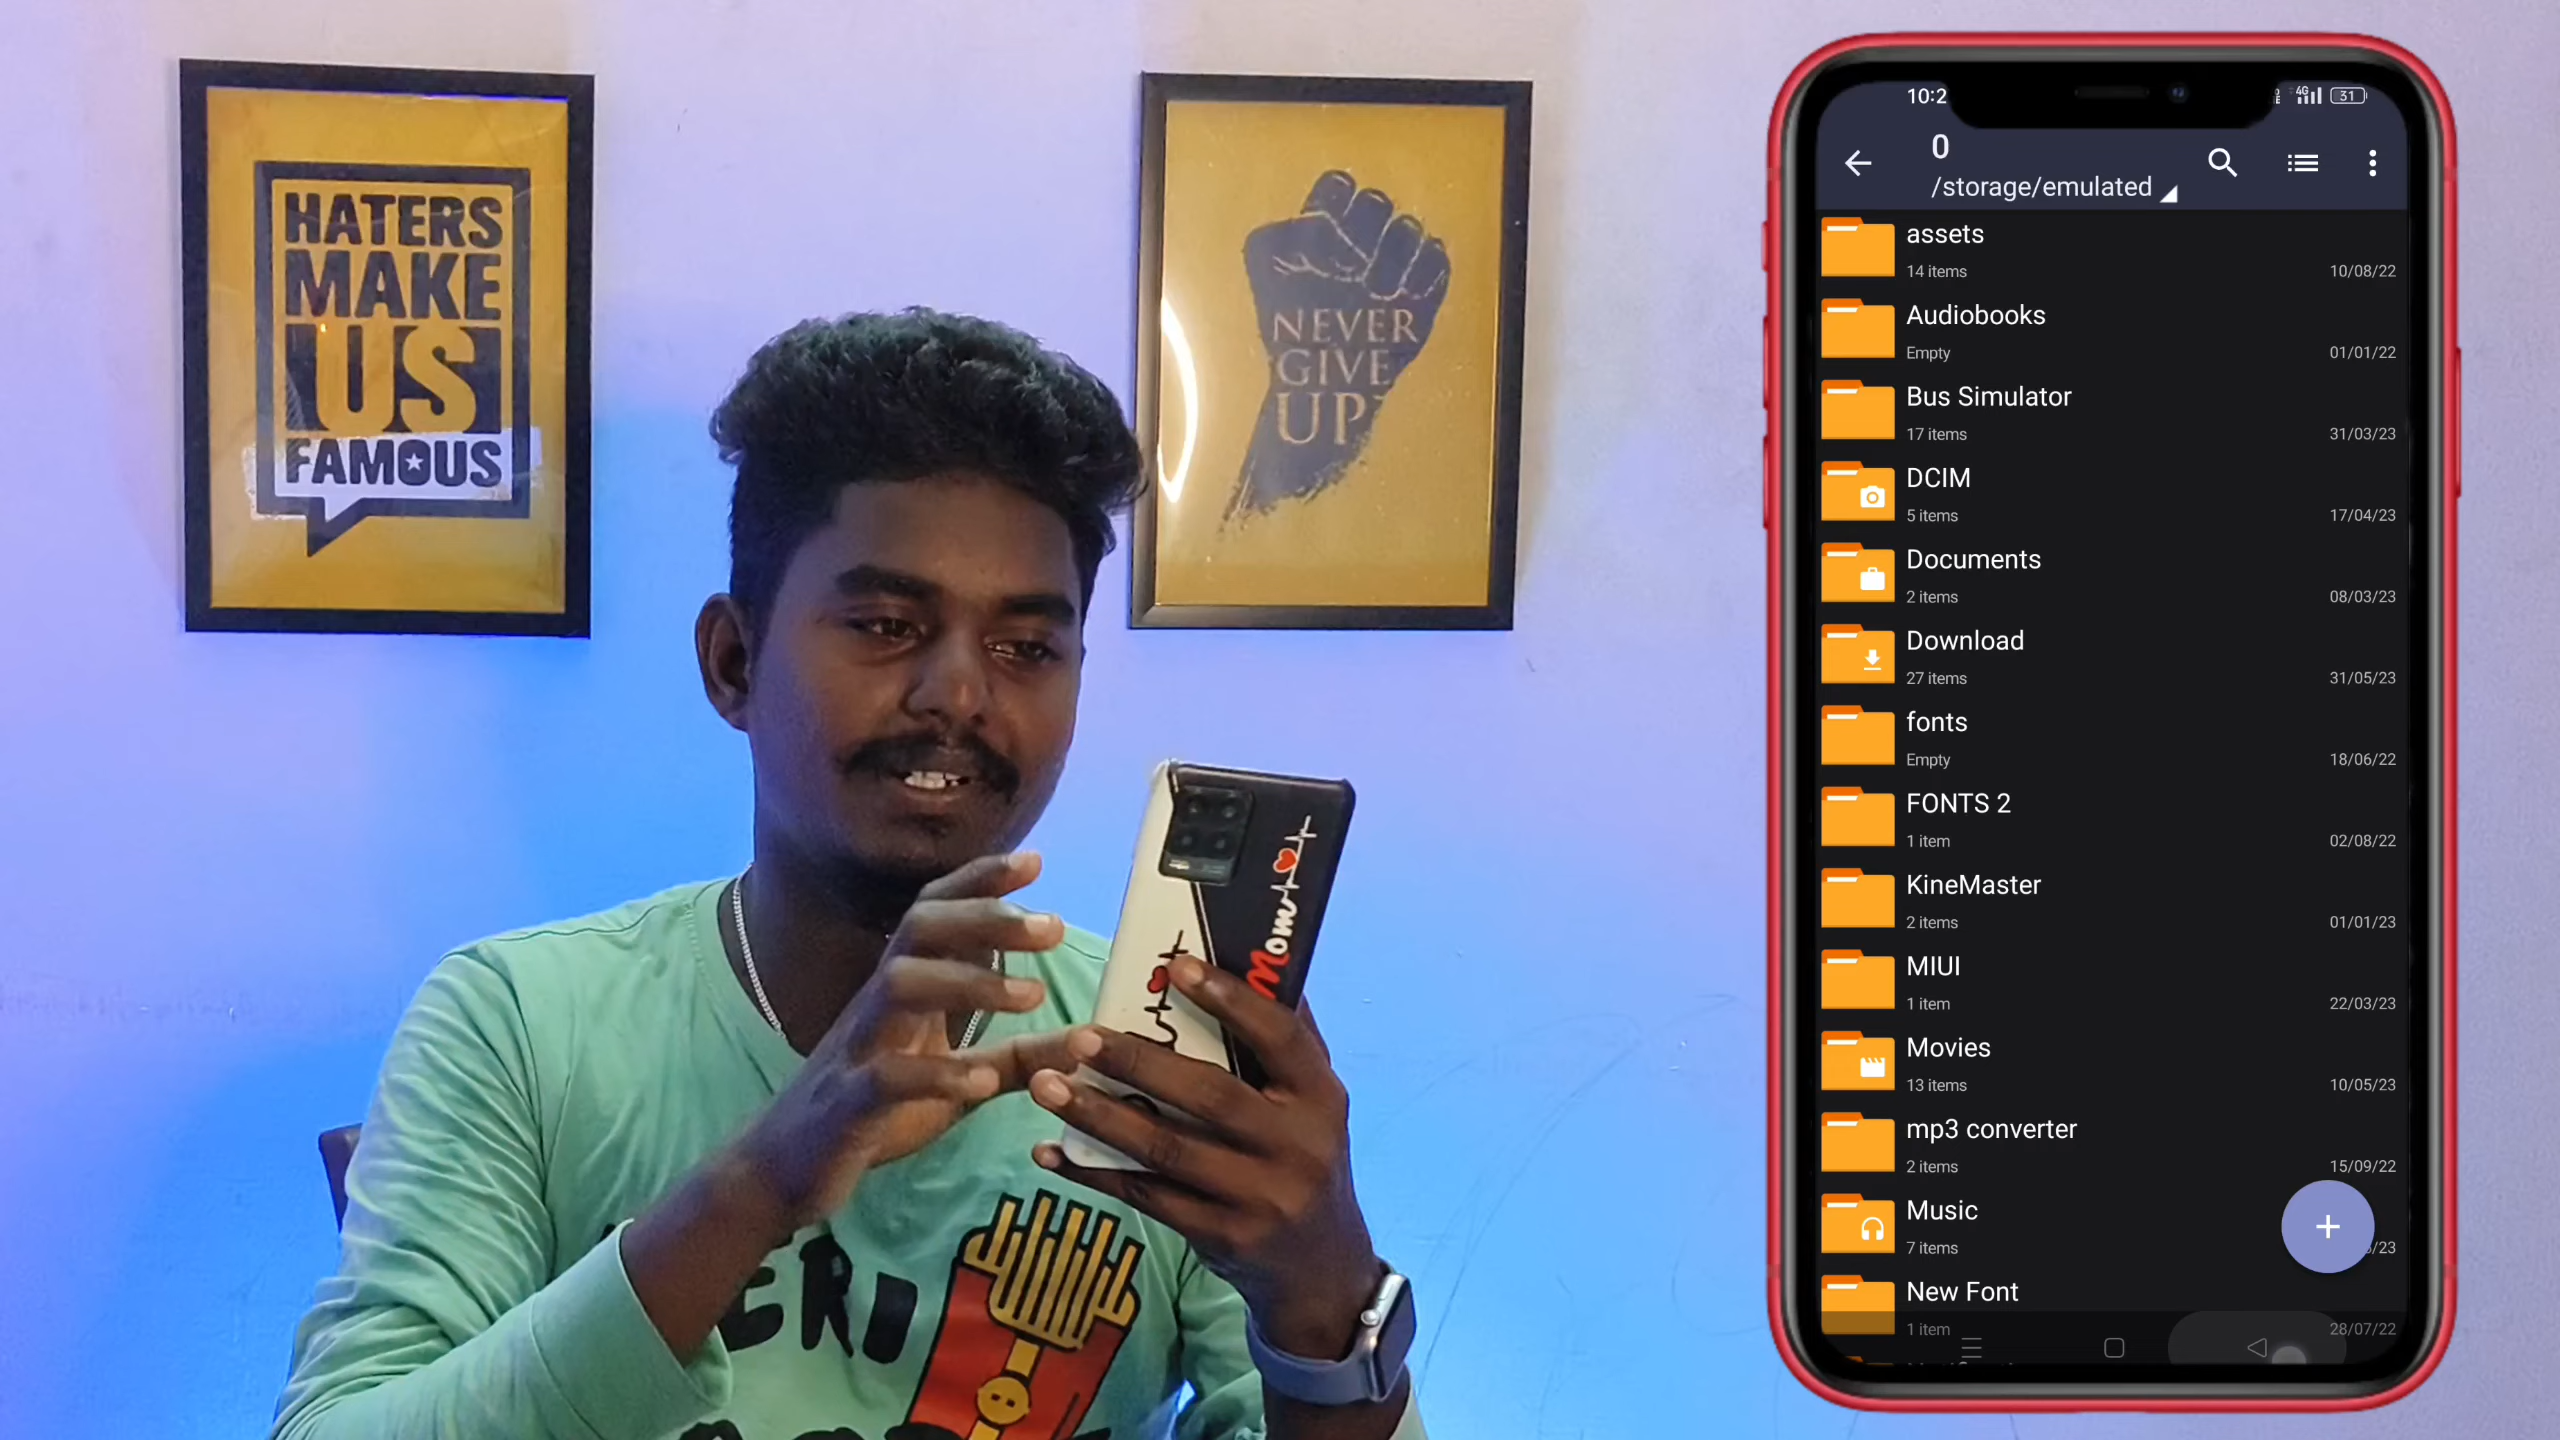 HATERS
MAKE
US
FAMOUS
NEVER
GIVE
UP
Mom
ERI
10:2
4G
31
0
/storage/emulated
assets
14 items
10/08/22
Audiobooks
Empty
01/01/22
Bus Simulator
17 items
31/03/23
DCIM
5 items
17/04/23
Documents
2 items
08/03/23
Download
27 items
31/05/23
fonts
Empty
18/06/22
FONTS 2
1 item
02/08/22
KineMaster
2 items
01/01/23
MIUI
1 item
22/03/23
Movies
13 items
10/05/23
mp3 converter
2 items
15/09/22
Music
7 items
/23
New Font
1 item
28/07/22